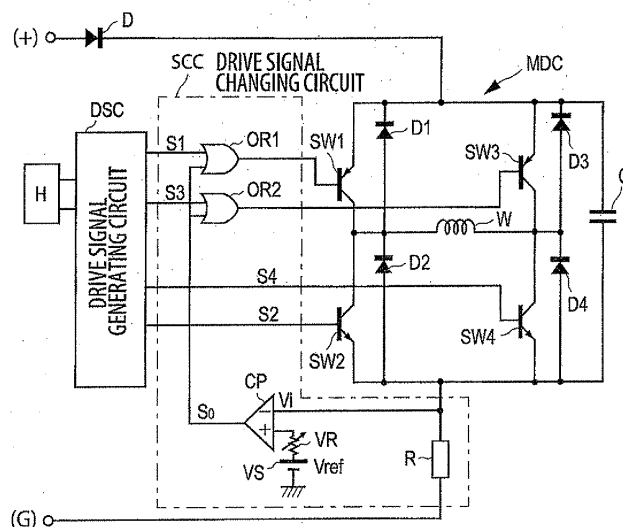 (+)
D
SCC
DRIVE SIGNAL
CHANGING CIRCUIT
MDC
DSC
S1
OR1
SW1
D1
SW3
D3
H
S3
OR2
C
W
DRIVE SIGNAL
GENERATING CIRCUIT
D2
D4
S4
S2
SW2
SW4
CP
Vi
S0
VR
VS
Vref
R
(G)